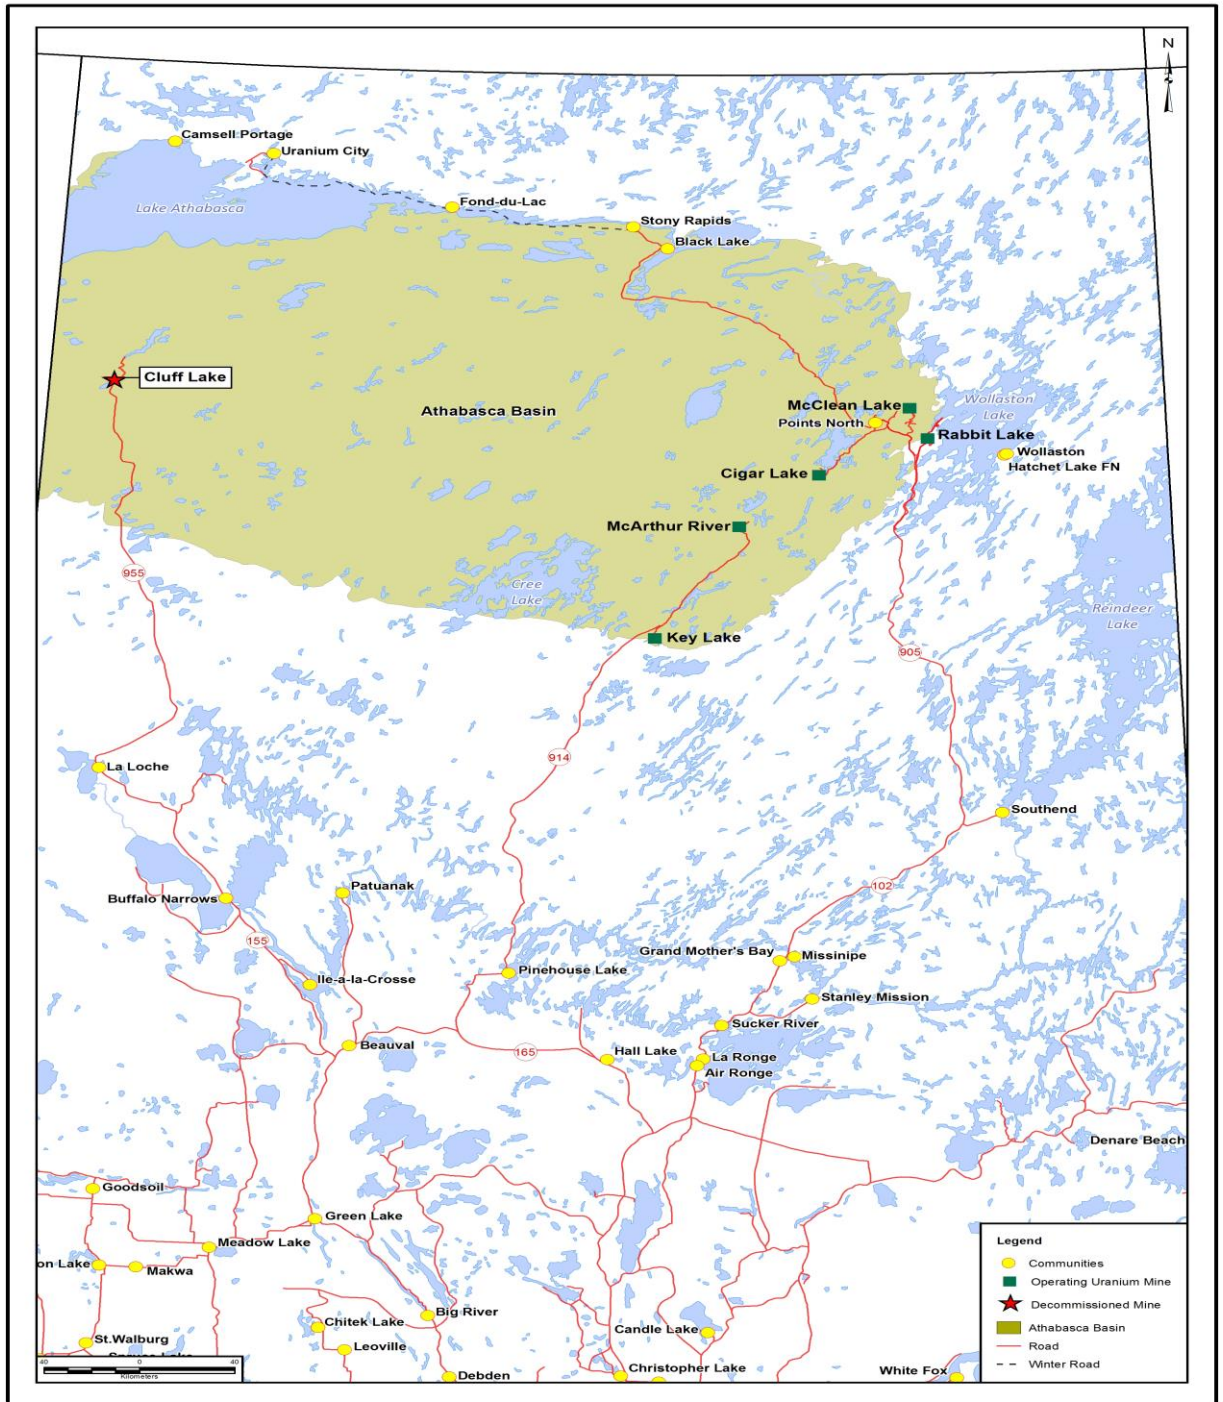 N
Camsell Portage
Uranium City
Lake Athabasca
Fond-du-Lac
Stony Rapids
Black Lake
Cluff Lake
Athabasca Basin
McClean Lake
Points North
Wollaston
Lake
Rabbit Lake
Wollaston
Hatchet Lake FN
Cigar Lake
McArthur River
955
Cree
Lake
Reindeer
Lake
Key Lake
905
914
La Loche
Southend
102
Patuanak
Buffalo Narrows
155
Grand Mother's Bay
Missinipe
Pinehouse Lake
Ile-a-la-Crosse
Stanley Mission
Sucker River
Beauval
165
Hall Lake
La Ronge
Air Ronge
Denare Beach
Goodsoil
Green Lake
Meadow Lake
on Lake
Makwa
Big River
Chitek Lake
Candle Lake
St.Walburg
Leoville
Christopher Lake
White Fox
Debden
40 0 40
Kilometers
Legend
Communities
Operating Uranium Mine
Decommissioned Mine
Athabasca Basin
Road
Winter Road